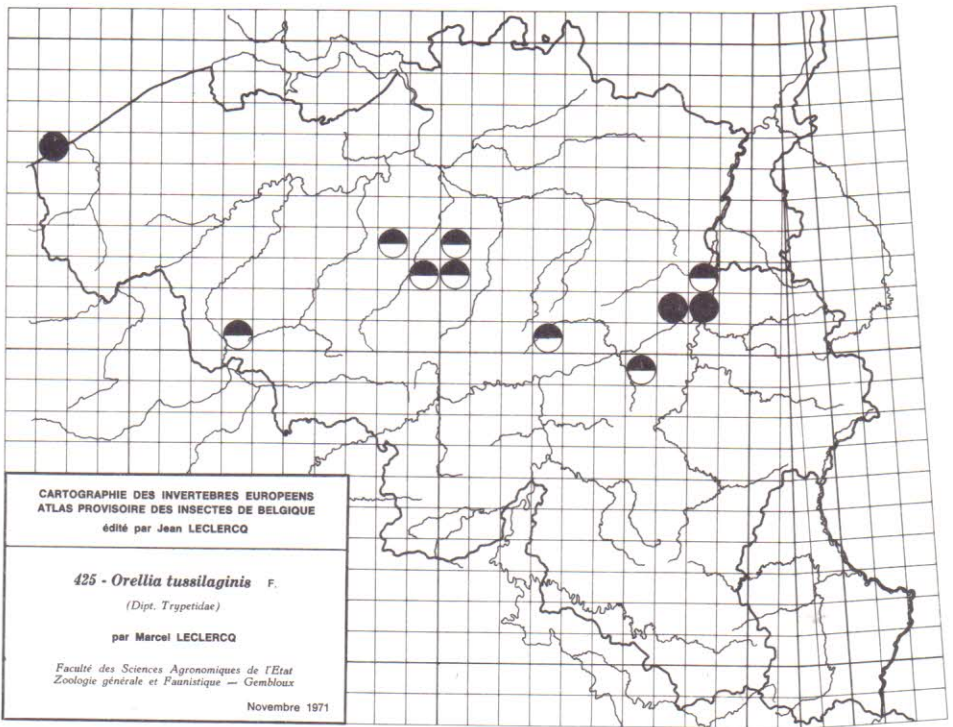 CARTOGRAPHIE DES INVERTEBRES EUROPEENS
ATLAS PROVISOIRE DES INSECTES DE BELGIQUE
édité par Jean LECLERCQ
425 - Orellia tussilaginis F.
(Dipt. Trypetidae)
par Marcel LECLERCQ
Faculté des Sciences Agronomiques de l'Etat
Zoologie générale et Faunistique — Gembloux
Novembre 1971